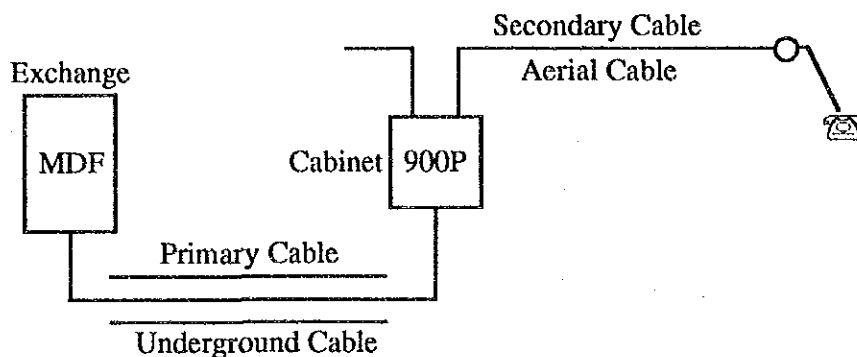 Secondary Cable
Aerial Cable
Exchange
MDF
Cabinet 900P
Primary Cable
Underground Cable